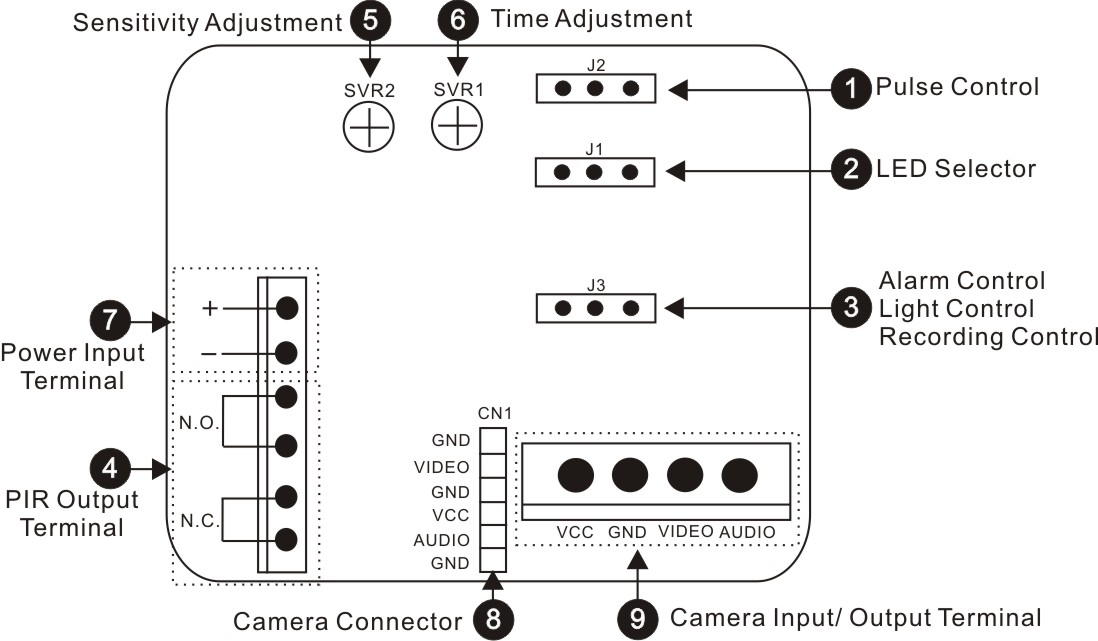 Sensitivity Adjustment 5
6 Time Adjustment
SVR2
SVR1
J2
1 Pulse Control
J1
2 LED Selector
J3
3 Alarm Control
Light Control
Recording Control
7
Power Input
Terminal
+
−
N.O.
4
PIR Output
Terminal
N.C.
CN1
GND
VIDEO
GND
VCC
AUDIO
GND
VCC GND VIDEO AUDIO
Camera Connector 8
9 Camera Input/ Output Terminal